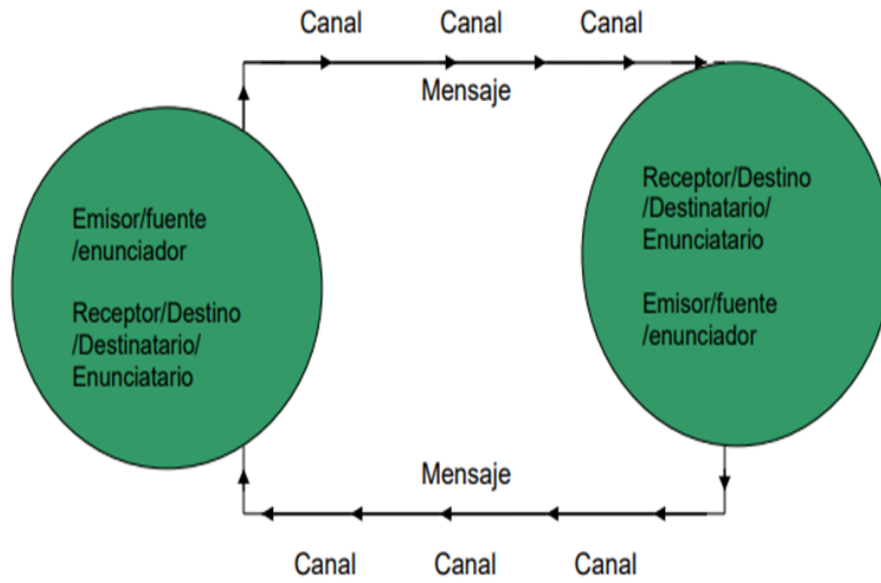 Canal Canal Canal
Mensaje
Emisor/fuente
/enunciador
Receptor/Destino
/Destinatario/
Enunciatario
Receptor/Destino
/Destinatario/
Enunciatario
Emisor/fuente
/enunciador
Mensaje
Canal Canal Canal